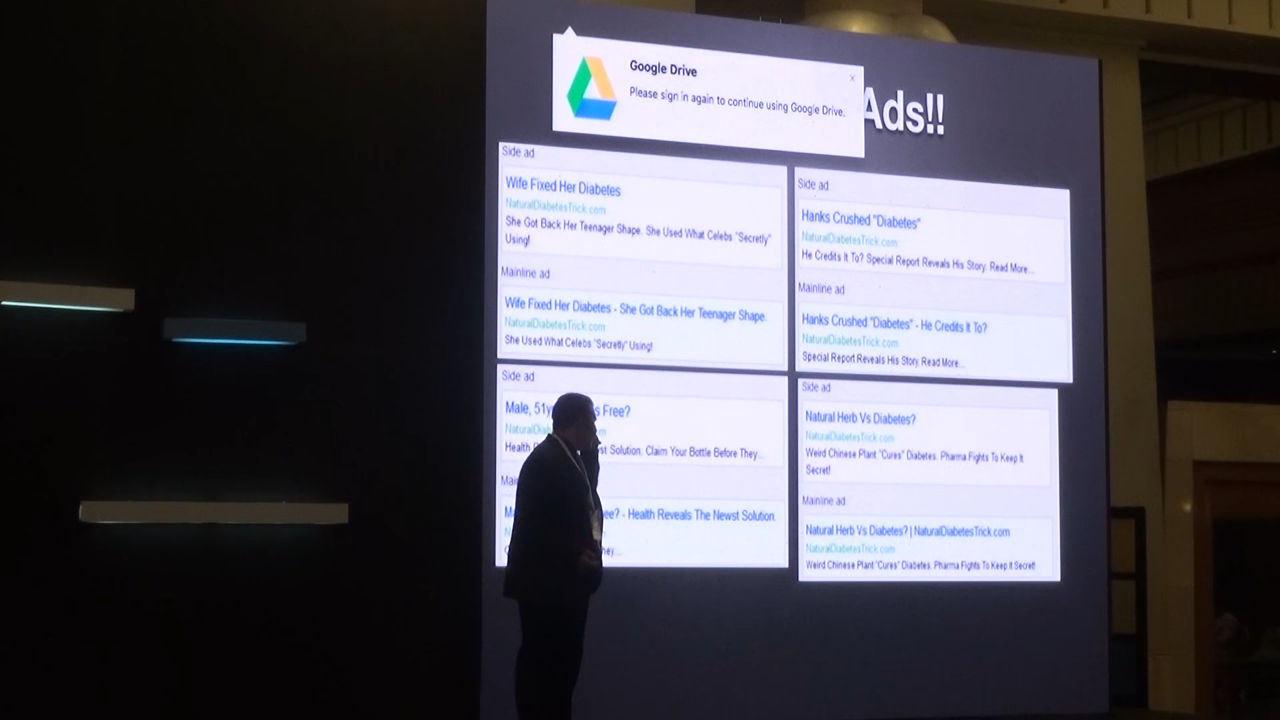 Google Drive
Please sign in again to continue using Google Drive.
Ads!!
Side ad
Wife Fixed Her Diabetes
NaturalDiabetesTrick.com
She Got Back Her Teenager Shape. She Used What Celebs "Secretly"
Using!
Mainline ad
Wife Fixed Her Diabetes - She Got Back Her Teenager Shape.
NaturalDiabetesTrick.com
She Used What Celebs "Secretly" Using!
Side ad
Hanks Crushed "Diabetes"
NaturalDiabetesTrick.com
He Credits It To? Special Report Reveals His Story. Read More...
Mainline ad
Hanks Crushed "Diabetes" - He Credits It To?
NaturalDiabetesTrick.com
Special Report Reveals His Story. Read More...
Side ad
Male, 51y Free?
Health Solution. Claim Your Bottle Before They...
ee? - Health Reveals The Newst Solution.
Side ad
Natural Herb Vs Diabetes?
NaturalDiabetesTrick.com
Weird Chinese Plant "Cures" Diabetes. Pharma Fights To Keep It
Secret!
Mainline ad
Natural Herb Vs Diabetes? | NaturalDiabetesTrick.com
NaturalDiabetesTrick.com
Weird Chinese Plant "Cures" Diabetes. Pharma Fights To Keep It Secret!